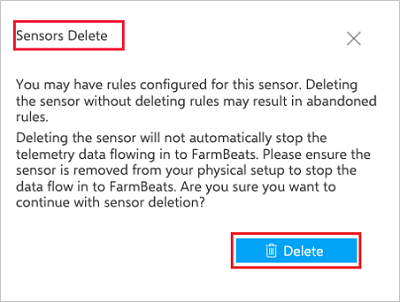 Sensors Delete
You may have rules configured for this sensor. Deleting
the sensor without deleting rules may result in abandoned
rules.
Deleting the sensor will not automatically stop the
telemetry data flowing in to FarmBeats. Please ensure the
sensor is removed from your physical setup to stop the
data flow in to FarmBeats. Are you sure you want to
continue with sensor deletion?
Delete